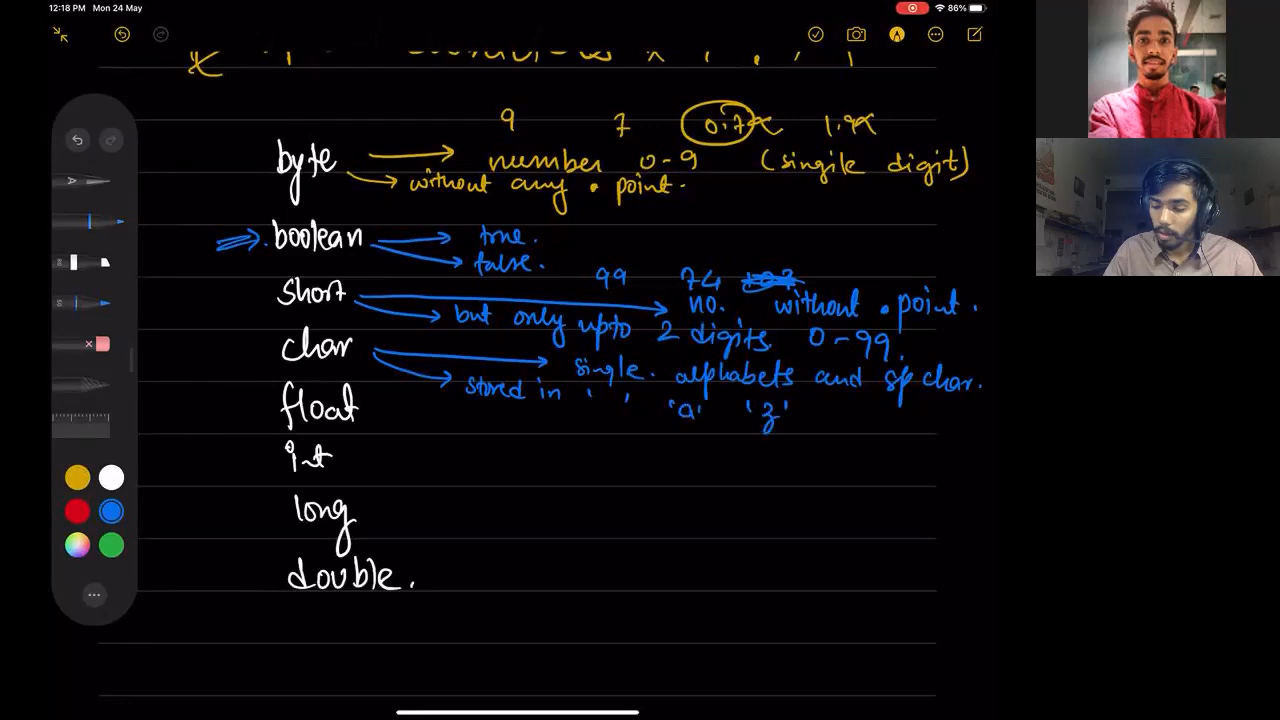 12:18 PM Mon 24 May
86%
9 7 0.7 1.9
byte number 0-9 (single digit)
without any . point.
boolean true.
false.
99 74
short no. without . point.
but only upto 2 digits 0-99.
char single. alphabets and sp char.
stored in ' ' 'a' 'z'
float
int
long
double.